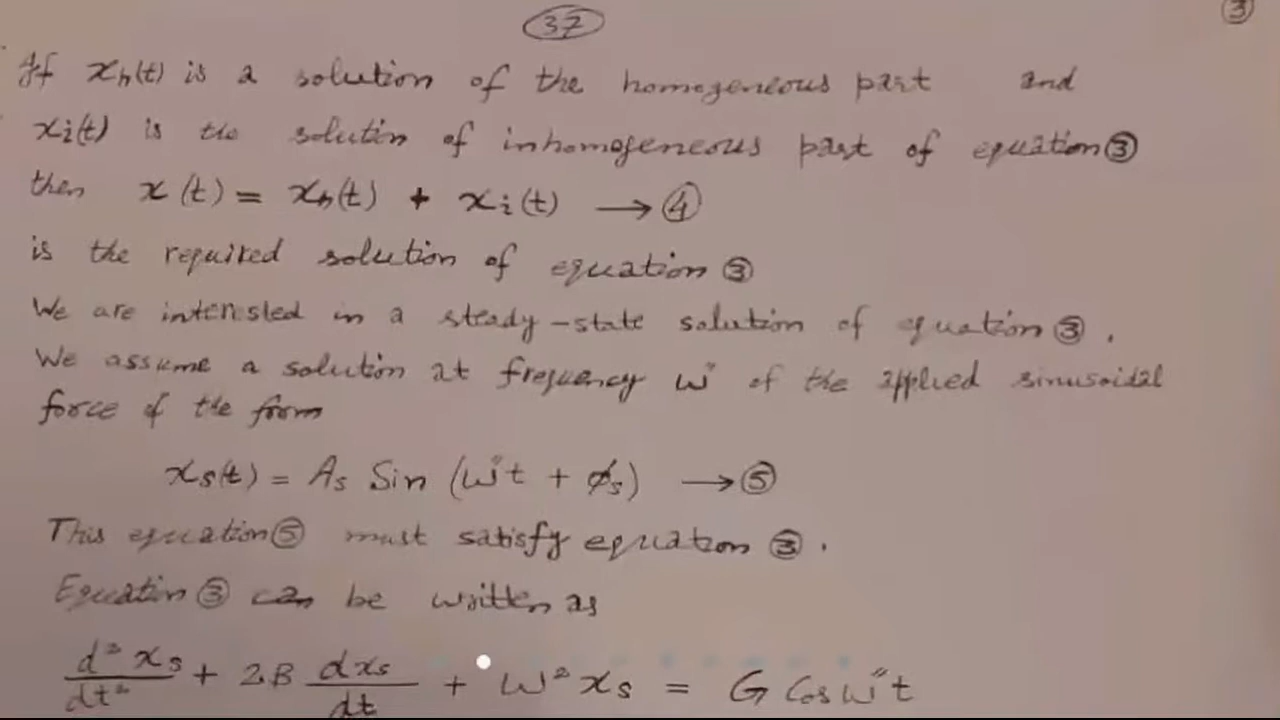 37
3
If xh(t) is a solution of the homogeneous part and
xi(t) is the solution of inhomogeneous part of equation ③
then x(t) = xh(t) + xi(t) → ④
is the required solution of equation ③
We are interested in a steady-state solution of equation ③.
We assume a solution at frequency ω" of the applied sinusoidal
force of the form
xs(t) = As Sin (ω"t + φs) → ⑤
This equation ⑤ must satisfy equation ③.
Equation ③ can be written as
d²xs/dt² + 2β dxs/dt + ω²xs = G Cos ω"t